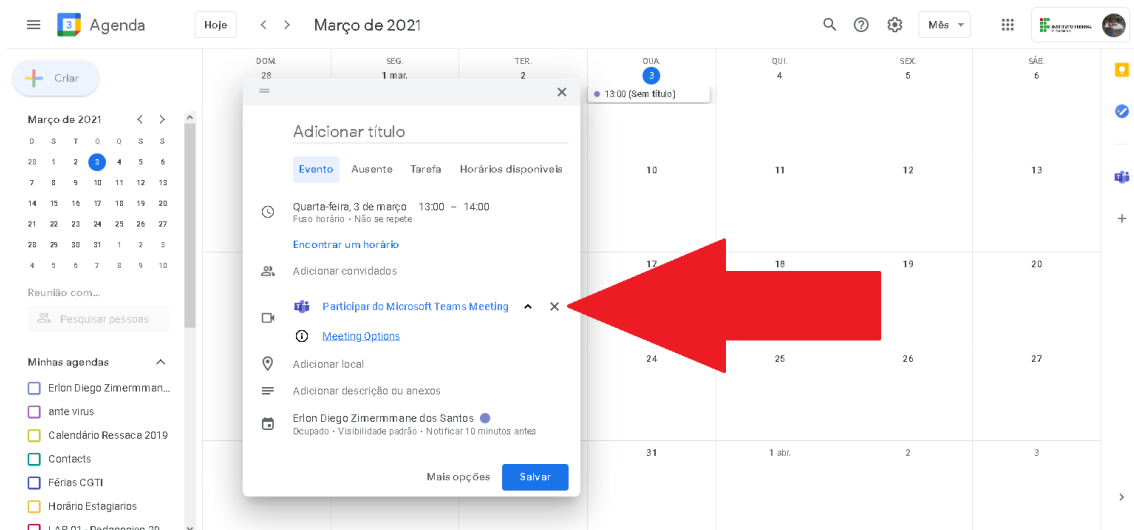 Agenda
Hoje
Março de 2021
Mês
INSTITUTO FEDERAL
Criar
Março de 2021
D S T Q Q S S
28 1 2 3 4 5 6
7 8 9 10 11 12 13
14 15 16 17 18 19 20
21 22 23 24 25 26 27
28 29 30 31 1 2 3
4 5 6 7 8 9 10
Reunião com...
Pesquisar pessoas
Minhas agendas
Erlon Diego Zimermman...
ante virus
Calendário Ressaca 2019
Contacts
Férias CGTI
Horário Estagiarios
DOM. SEG. TER. QUA. QUI. SEX. SÁB.
28 1 mar. 2 3 4 5 6
13:00 (Sem título)
10 11 12 13
17 18 19 20
24 25 26 27
31 1 abr. 2 3
Adicionar título
Evento Ausente Tarefa Horários disponíveis
Quarta-feira, 3 de março 13:00 – 14:00
Fuso horário • Não se repete
Encontrar um horário
Adicionar convidados
Participar do Microsoft Teams Meeting
Meeting Options
Adicionar local
Adicionar descrição ou anexos
Erlon Diego Zimermmane dos Santos
Ocupado • Visibilidade padrão • Notificar 10 minutos antes
Mais opções
Salvar